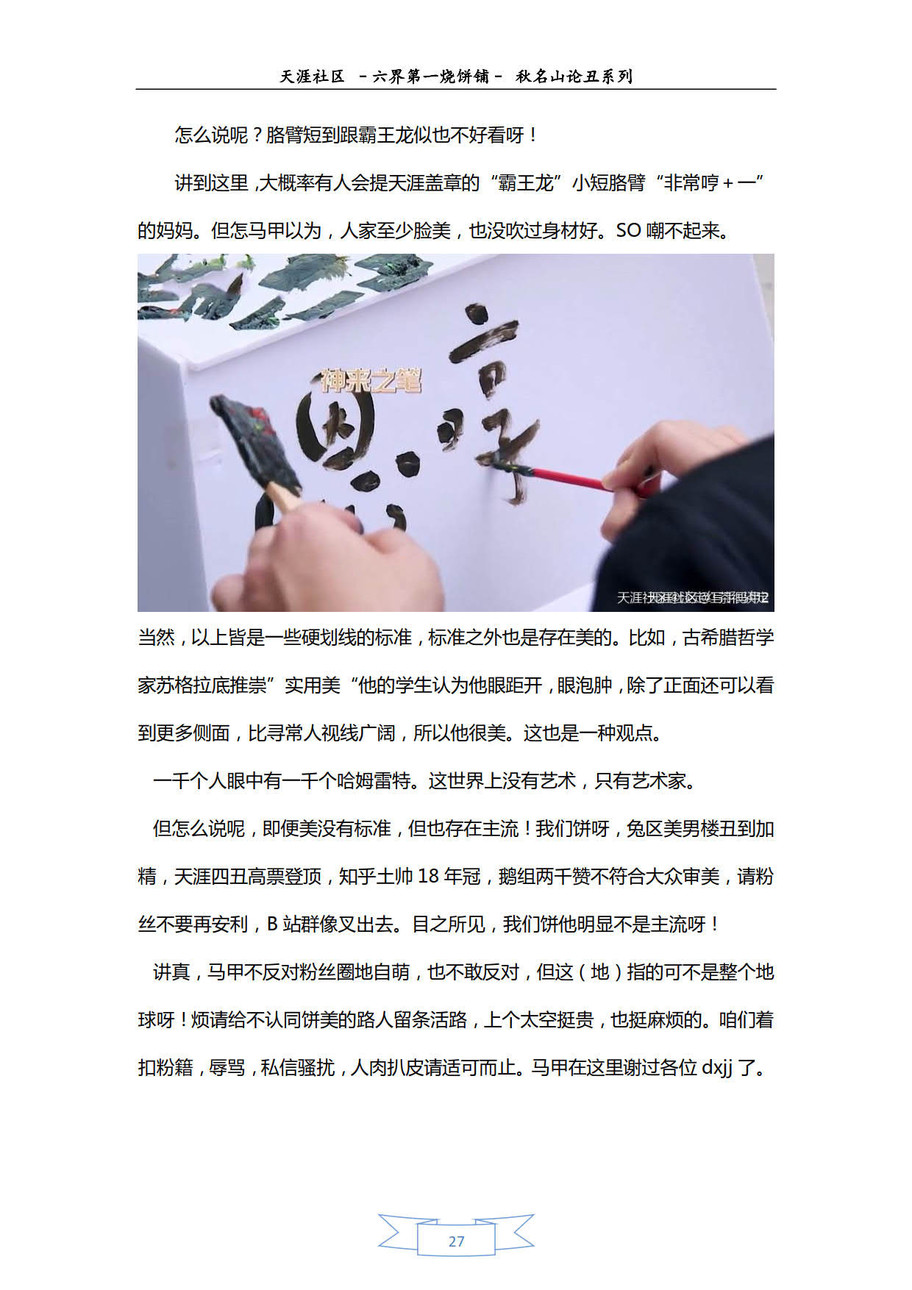 天涯社区 －六界第一烧饼铺－ 秋名山论丑系列
怎么说呢？胳臂短到跟霸王龙似也不好看呀！
讲到这里，大概率有人会提天涯盖章的“霸王龙”小短胳臂“非常哼＋一”
的妈妈。但怎马甲以为，人家至少脸美，也没吹过身材好。SO 嘲不起来。
神来之笔
当然，以上皆是一些硬划线的标准，标准之外也是存在美的。比如，古希腊哲学
家苏格拉底推崇”实用美“他的学生认为他眼距开，眼泡肿，除了正面还可以看
到更多侧面，比寻常人视线广阔，所以他很美。这也是一种观点。
一千个人眼中有一千个哈姆雷特。这世界上没有艺术，只有艺术家。
但怎么说呢，即便美没有标准，但也存在主流！我们饼呀，兔区美男楼丑到加
精，天涯四丑高票登顶，知乎土帅 18 年冠，鹅组两千赞不符合大众审美，请粉
丝不要再安利，B 站群像叉出去。目之所见，我们饼他明显不是主流呀！
讲真，马甲不反对粉丝圈地自萌，也不敢反对，但这（地）指的可不是整个地
球呀！烦请给不认同饼美的路人留条活路，上个太空挺贵，也挺麻烦的。咱们着
扣粉籍，辱骂，私信骚扰，人肉扒皮请适可而止。马甲在这里谢过各位 dxjj 了。
27